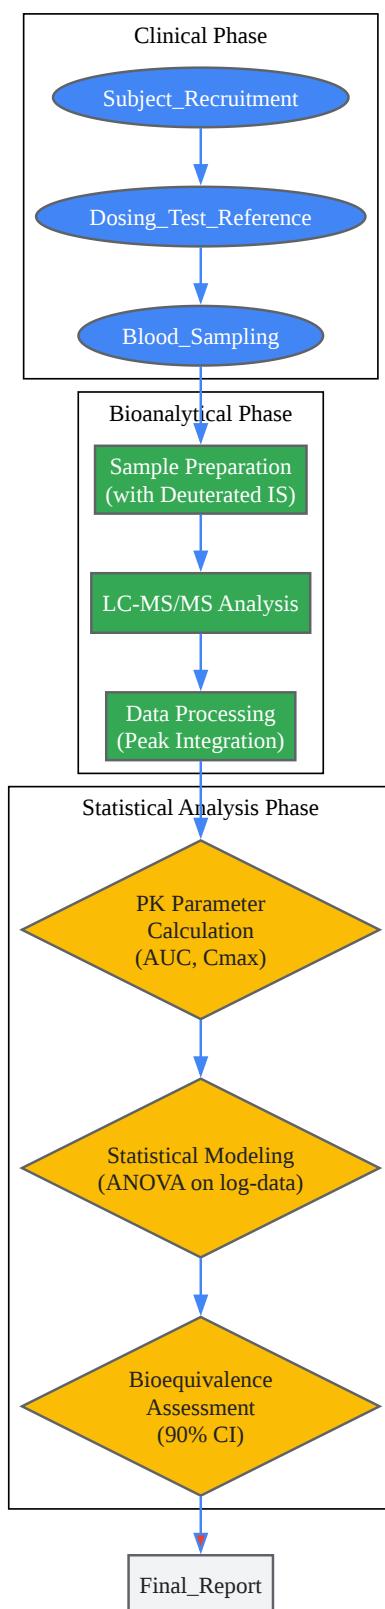 Clinical Phase
Subject_Recruitment
Dosing_Test_Reference
Blood_Sampling
Bioanalytical Phase
Sample Preparation
(with Deuterated IS)
LC-MS/MS Analysis
Data Processing
(Peak Integration)
Statistical Analysis Phase
PK Parameter
Calculation
(AUC, Cmax)
Statistical Modeling
(ANOVA on log-data)
Bioequivalence
Assessment
(90% CI)
Final_Report